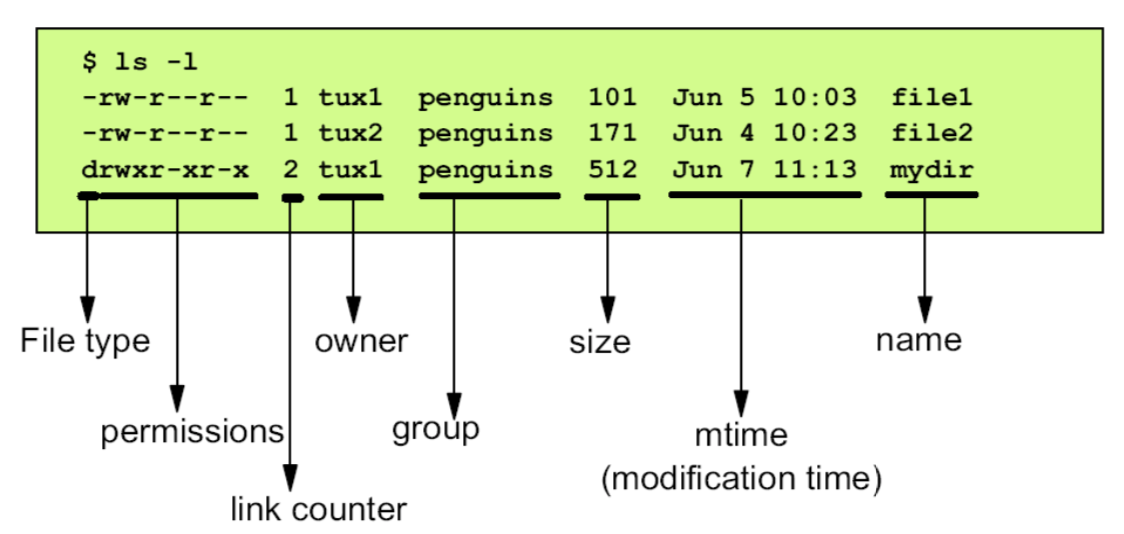 $ ls -l
-rw-r--r-- 1 tux1 penguins 101 Jun 5 10:03 file1
-rw-r--r-- 1 tux2 penguins 171 Jun 4 10:23 file2
drwxr-xr-x 2 tux1 penguins 512 Jun 7 11:13 mydir
File type owner size name
permissions group mtime
(modification time)
link counter